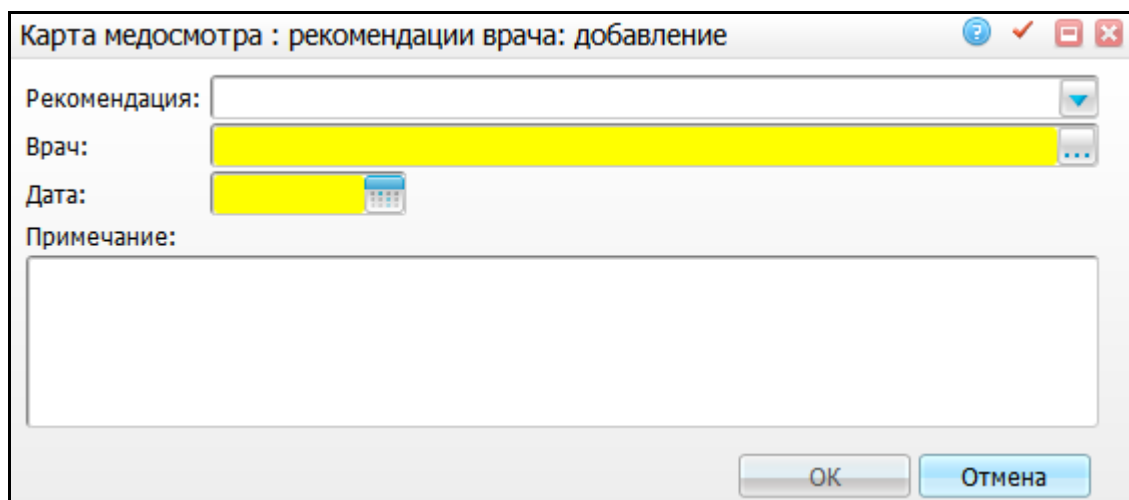 Карта медосмотра : рекомендации врача: добавление
Рекомендация:
Врач:
Дата:
Примечание:
ОК Отмена